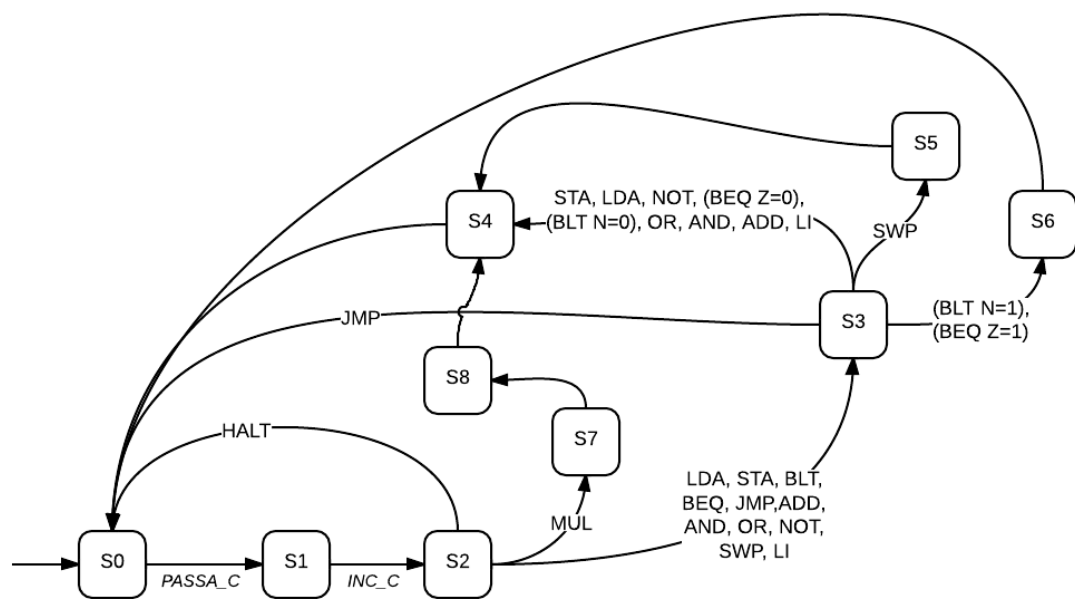 S5
S4
STA, LDA, NOT, (BEQ Z=0),
(BLT N=0), OR, AND, ADD, LI
SWP
S6
JMP
S3
(BLT N=1),
(BEQ Z=1)
S8
S7
HALT
LDA, STA, BLT,
BEQ, JMP,ADD,
AND, OR, NOT,
SWP, LI
MUL
S0
PASSA_C
S1
INC_C
S2